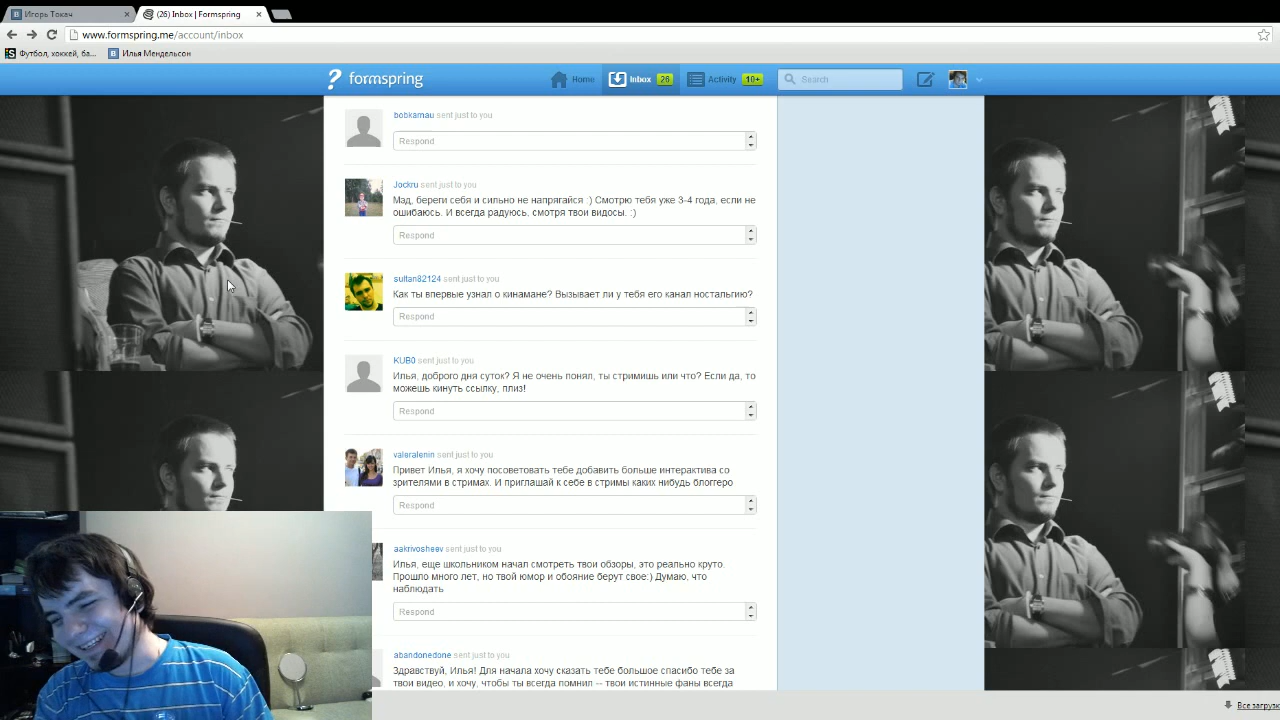 Игорь Токач
(26) Inbox | Formspring
www.formspring.me/account/inbox
Футбол, хоккей, ба...
Илья Мендельсон
formspring
Home
Inbox 26
Activity 10+
Search
bobkarnau sent just to you
Respond
Jockru sent just to you
Мэд, береги себя и сильно не напрягайся :) Смотрю тебя уже 3-4 года, если не
ошибаюсь. И всегда радуюсь, смотря твои видосы. :)
Respond
sultan82124 sent just to you
Как ты впервые узнал о кинамане? Вызывает ли у тебя его канал ностальгию?
Respond
KUB0 sent just to you
Илья, доброго дня суток? Я не очень понял, ты стримишь или что? Если да, то
можешь кинуть ссылку, плиз!
Respond
valeralenin sent just to you
Привет Илья, я хочу посоветовать тебе добавить больше интерактива со
зрителями в стримах. И приглашай к себе в стримы каких нибудь блоггеро
Respond
aakrivosheev sent just to you
Илья, еще школьником начал смотреть твои обзоры, это реально круто.
Прошло много лет, но твой юмор и обояние берут свое:) Думаю, что
наблюдать
Respond
abandonedone sent just to you
Здравствуй, Илья! Для начала хочу сказать тебе большое спасибо тебе за
твои видео, и хочу, чтобы ты всегда помнил -- твои истинные фаны всегда
Все загрузк